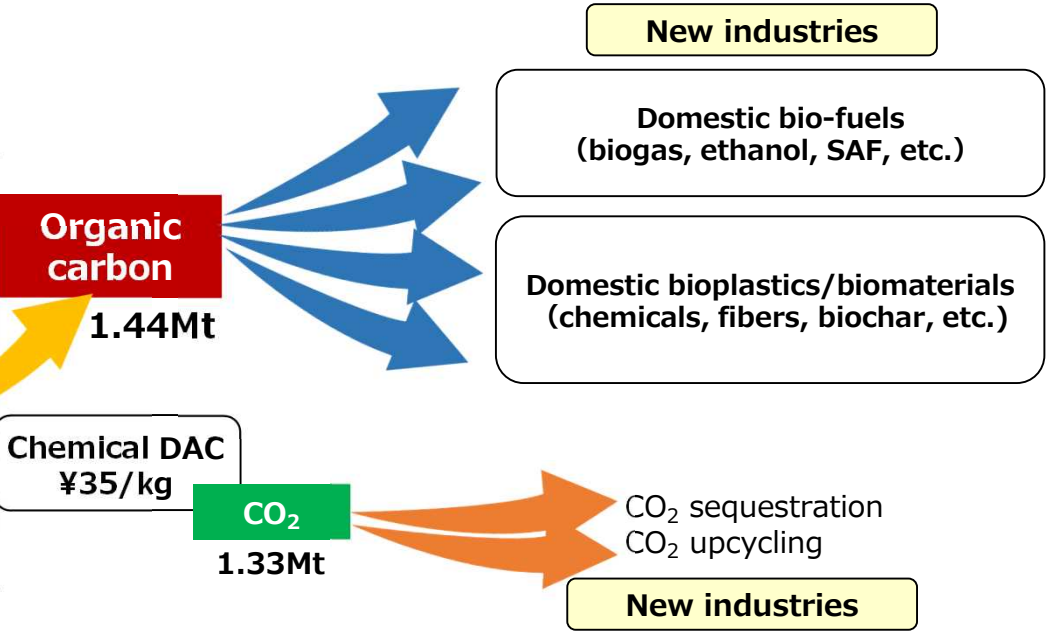 New industries
Domestic bio-fuels
(biogas, ethanol, SAF, etc.)
Organic
carbon
1.44Mt
Domestic bioplastics/biomaterials
(chemicals, fibers, biochar, etc.)
Chemical DAC
¥35/kg
CO₂
1.33Mt
CO₂ sequestration
CO₂ upcycling
New industries